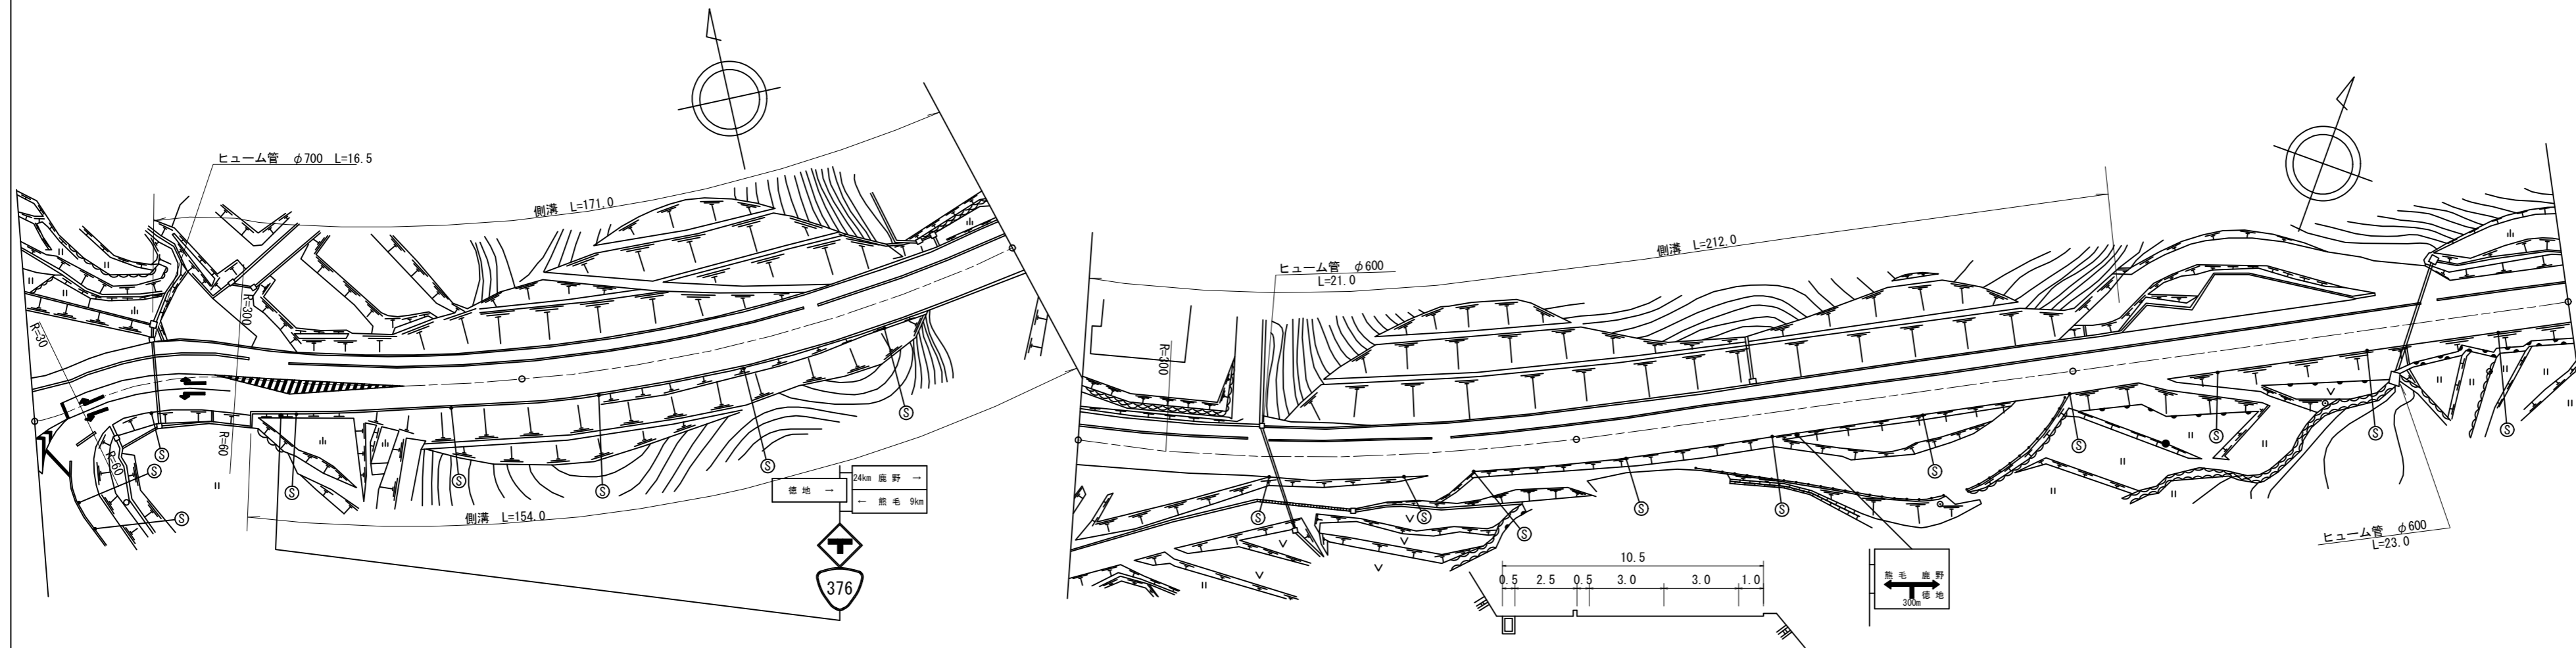 ヒューム管 φ700 L=16.5
側溝 L=171.0
R=30
R=300
R=60
R=60
Ⓢ
Ⓢ
Ⓢ
Ⓢ
Ⓢ
Ⓢ
Ⓢ
Ⓢ
側溝 L=154.0
徳地 →
24km 鹿野 →
← 熊毛 9km
376
ヒューム管 φ600
L=21.0
側溝 L=212.0
R=300
Ⓢ
Ⓢ
Ⓢ
Ⓢ
Ⓢ
Ⓢ
Ⓢ
Ⓢ
Ⓢ
Ⓢ
ヒューム管 φ600
L=23.0
10.5
0.5 2.5 0.5 3.0 3.0 1.0
熊毛 鹿野
徳地
300m